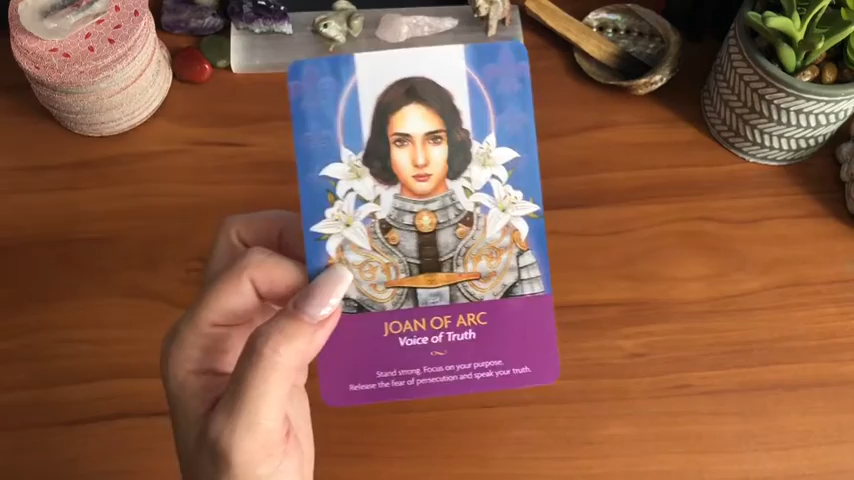 JOAN OF ARC
Voice of Truth
Stand strong. Focus on your purpose.
Release the fear of persecution and speak your truth.